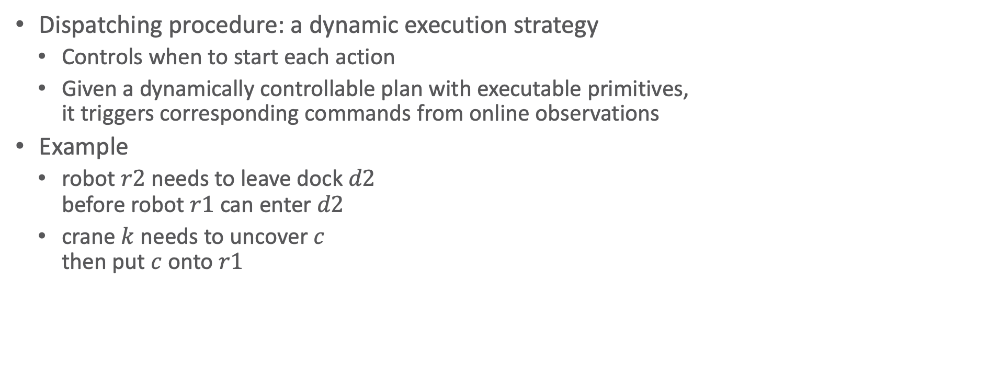 • Dispatching procedure: a dynamic execution strategy
• Controls when to start each action
• Given a dynamically controllable plan with executable primitives,
it triggers corresponding commands from online observations
• Example
• robot r2 needs to leave dock d2
before robot r1 can enter d2
• crane k needs to uncover c
then put c onto r1